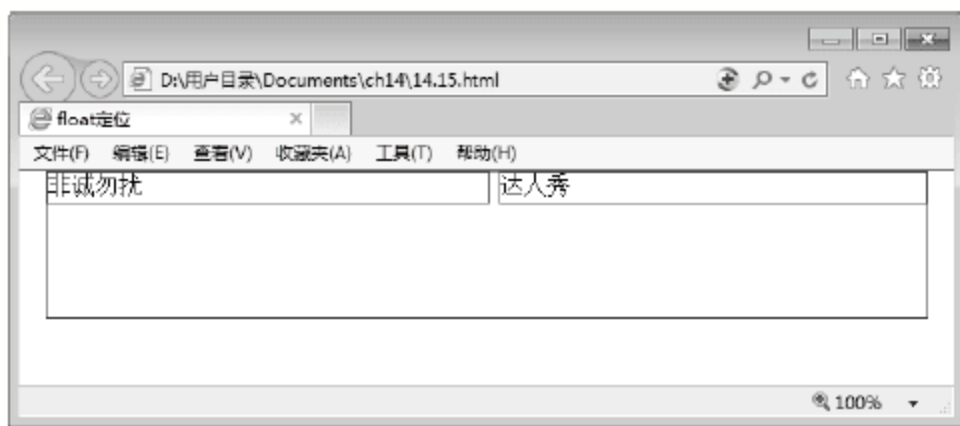 D:\用户目录\Documents\ch14\14.15.html
float定位
文件(F) 编辑(E) 查看(V) 收藏夹(A) 工具(T) 帮助(H)
非诚勿扰 达人秀
100%